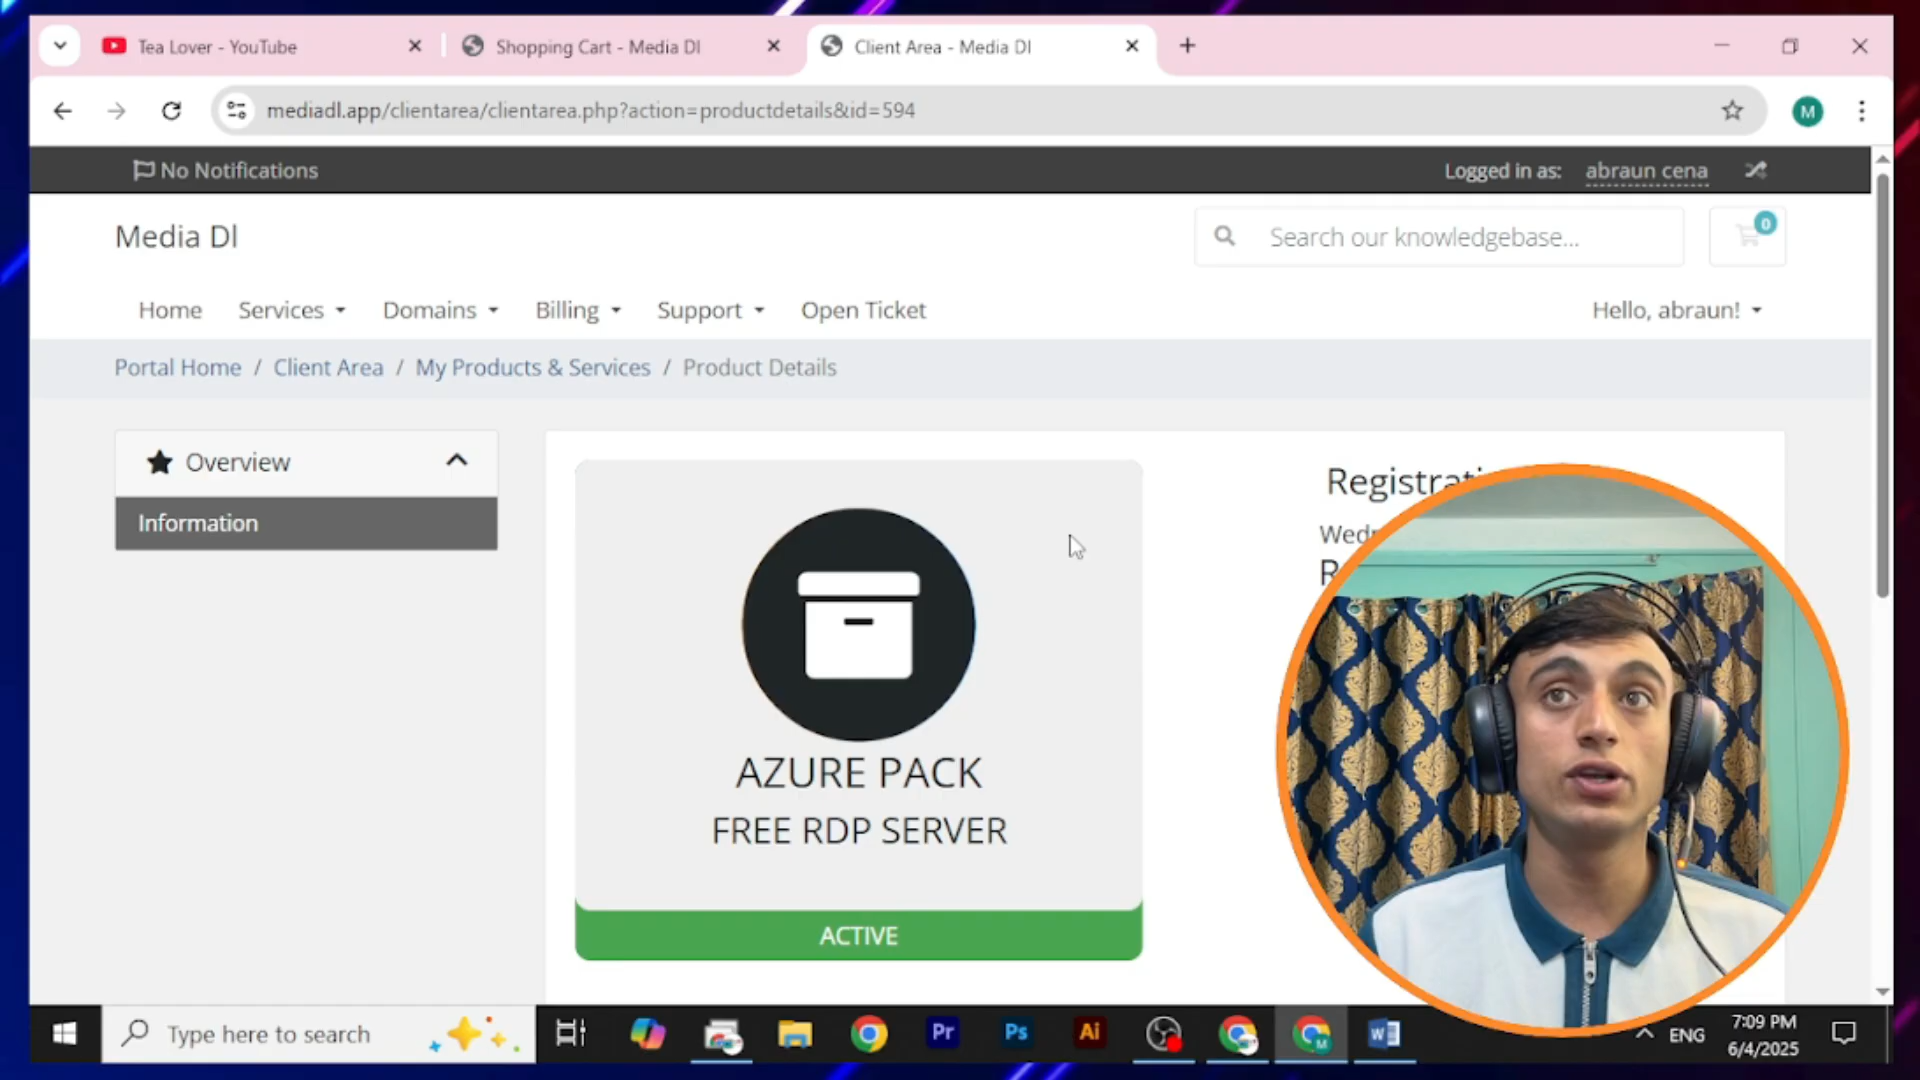 Tea Lover - YouTube
Shopping Cart - Media Dl
Client Area - Media Dl
mediadl.app/clientarea/clientarea.php?action=productdetails&id=594
M
No Notifications
Logged in as: abraun cena
Media Dl
Search our knowledgebase...
0
Home
Services
Domains
Billing
Support
Open Ticket
Hello, abraun!
Portal Home / Client Area / My Products & Services / Product Details
Overview
Information
AZURE PACK
FREE RDP SERVER
ACTIVE
Type here to search
Pr
Ps
Ai
M
W
ENG
7:09 PM
6/4/2025